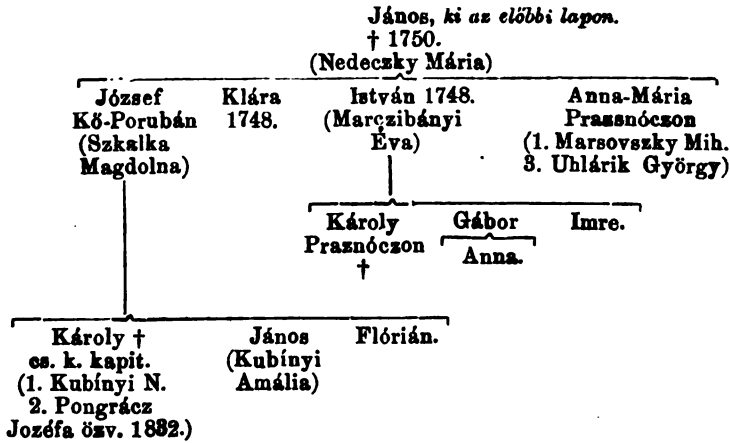 János, ki az előbbi lapon.
† 1750.
(Nedeczky Mária)
József
Kő-Porubán
(Szkalka
Magdolna)
Klára
1748.
István 1748.
(Marczibányi
Éva)
Anna-Mária
Prazsnóczon
(1. Marsovszky Mih.
3. Uhlárik György)
Károly
Praznóczon
†
Gábor
Anna.
Imre.
Károly †
cs. k. kapit.
(1. Kubínyi N.
2. Pongrácz
Jozéfa özv. 1832.)
János
(Kubínyi
Amália)
Flórián.